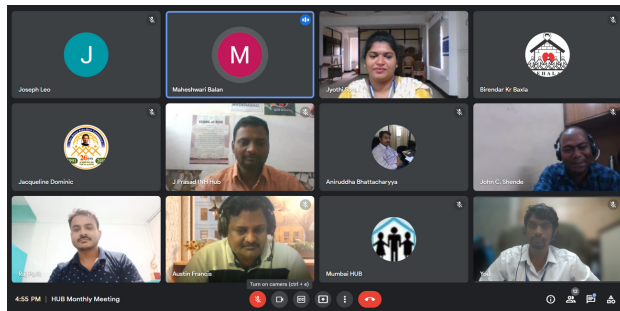 J
M
Joseph Leo
Maheshwari Balan
Jyothi
Birendar Kr Baxla
Jacqueline Dominic
J Prasad INH Hub
Aniruddha Bhattacharyya
John C. Shende
Austin Francis
Mumbai HUB
Turn on camera (ctrl + e)
4:55 PM | HUB Monthly Meeting
12